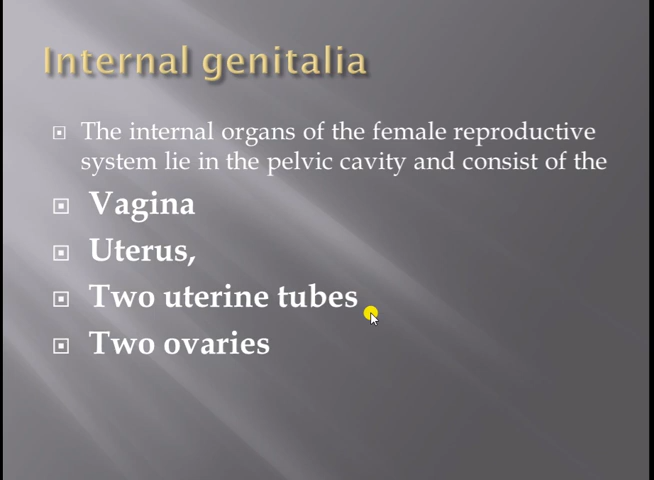 Internal genitalia
The internal organs of the female reproductive
system lie in the pelvic cavity and consist of the
Vagina
Uterus,
Two uterine tubes
Two ovaries